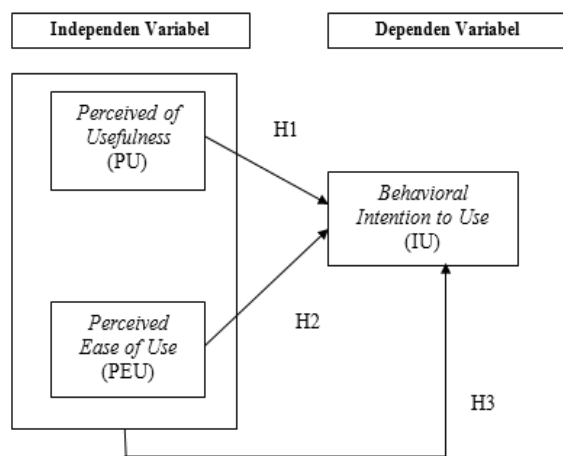 Independen Variabel
Dependen Variabel
Perceived of
Usefulness
(PU)
H1
Behavioral
Intention to Use
(IU)
Perceived
Ease of Use
(PEU)
H2
H3